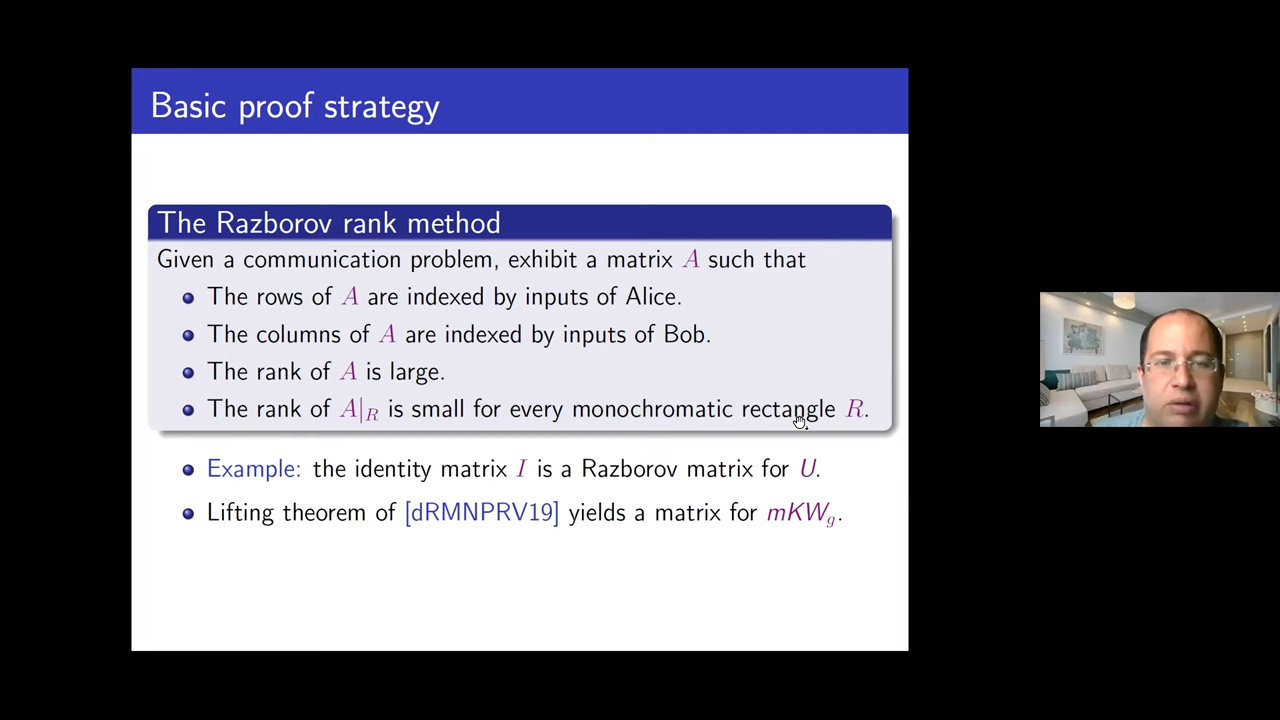 Basic proof strategy
The Razborov rank method
Given a communication problem, exhibit a matrix A such that
The rows of A are indexed by inputs of Alice.
The columns of A are indexed by inputs of Bob.
The rank of A is large.
The rank of A|R is small for every monochromatic rectangle R.
Example: the identity matrix I is a Razborov matrix for U.
Lifting theorem of [dRMNPRV19] yields a matrix for mKWg.